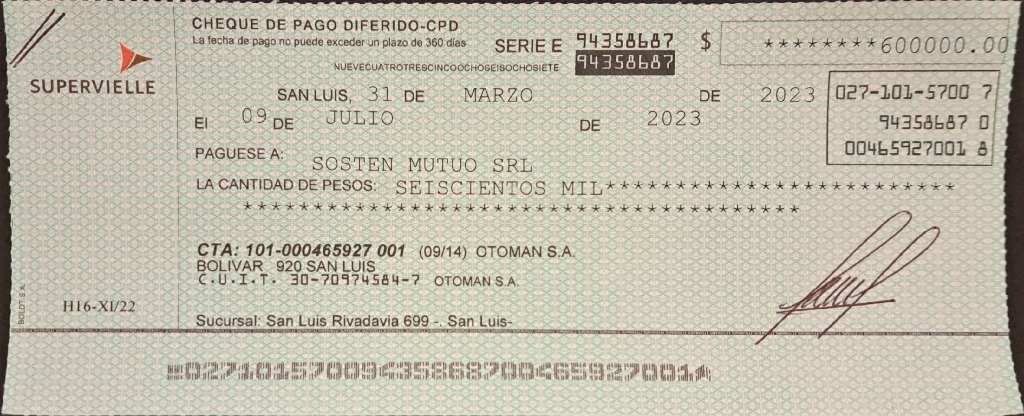 CHEQUE DE PAGO DIFERIDO-CPD
La fecha de pago no puede exceder un plazo de 360 días
SERIE E 94358687 $ ********600000.00
94358687
NUEVECUATROTRESCINCOOCHOSEISOCHOSIETE
SUPERVIELLE
SAN LUIS, 31 DE MARZO DE 2023
027-101-5700 7
El 09 DE JULIO DE 2023
94358687 0
00465927001 8
PAGUESE A: SOSTEN MUTUO SRL
LA CANTIDAD DE PESOS: SEISCIENTOS MIL**************************
******************************************
CTA: 101-000465927 001 (09/14) OTOMAN S.A.
BOLIVAR 920 SAN LUIS
C.U.I.T. 30-70974584-7 OTOMAN S.A.
BOLDT S.A.
H16-XI/22
Sucursal: San Luis Rivadavia 699 -. San Luis-
02710157009435868700465927001